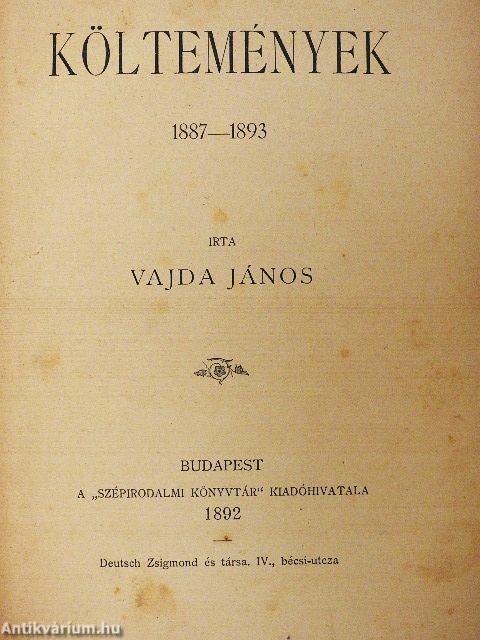 KÖLTEMÉNYEK
1887—1893
IRTA
VAJDA JÁNOS
BUDAPEST
A „SZÉPIRODALMI KÖNYVTÁR" KIADÓHIVATALA
1892
Deutsch Zsigmond és társa. IV., bécsi-utcza
Antikvárium.hu